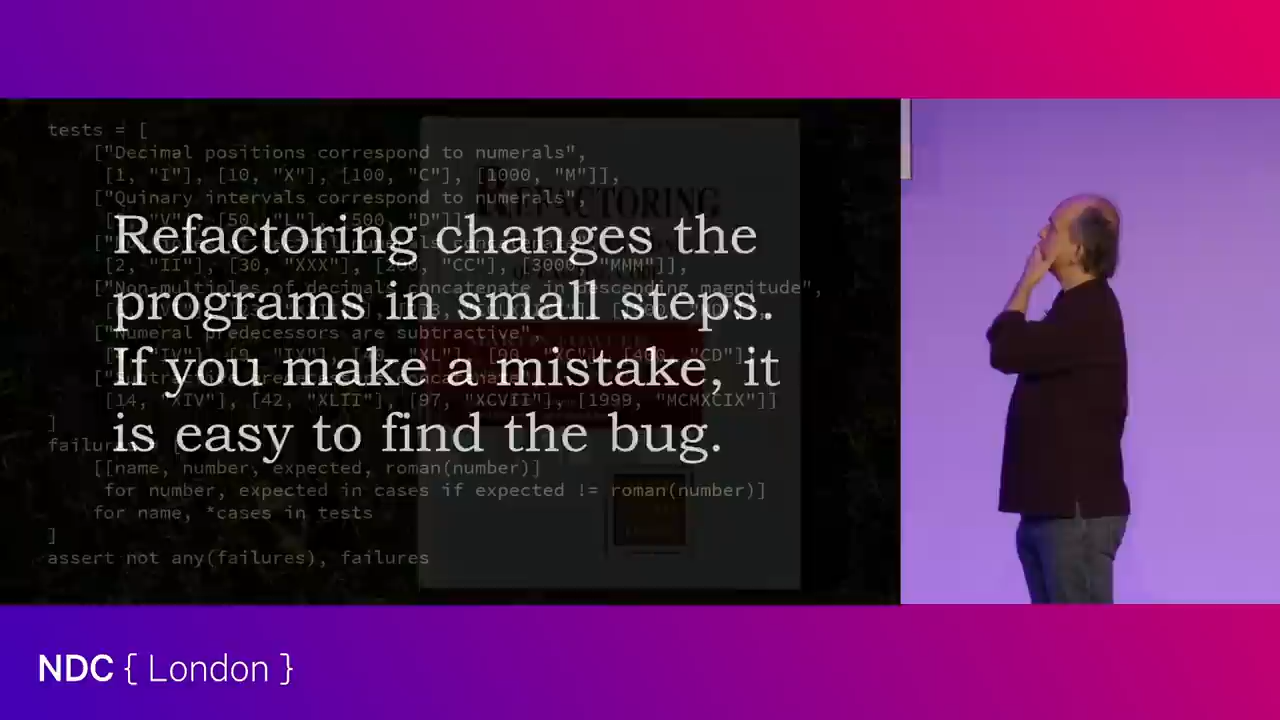 tests = [
["Decimal positions correspond to numerals",
[1, "I"], [10, "X"], [100, "C"], [1000, "M"]],
["Quinary intervals correspond to numerals",
REFACTORING
Refactoring changes the
[2, "II"], [30, "XXX"], [200, "CC"], [3000, "MMM"]],
["Non-multiples of decimals concatenate in descending magnitude",
programs in small steps.
["Numeral predecessors are subtractive",
If you make a mistake, it
[14, "XIV"], [42, "XLII"], [97, "XCVII"], [1999, "MCMXCIX"]]
]
is easy to find the bug.
[[name, number, expected, roman(number)]
for number, expected in cases if expected != roman(number)]
for name, *cases in tests
]
assert not any(failures), failures
NDC { London }